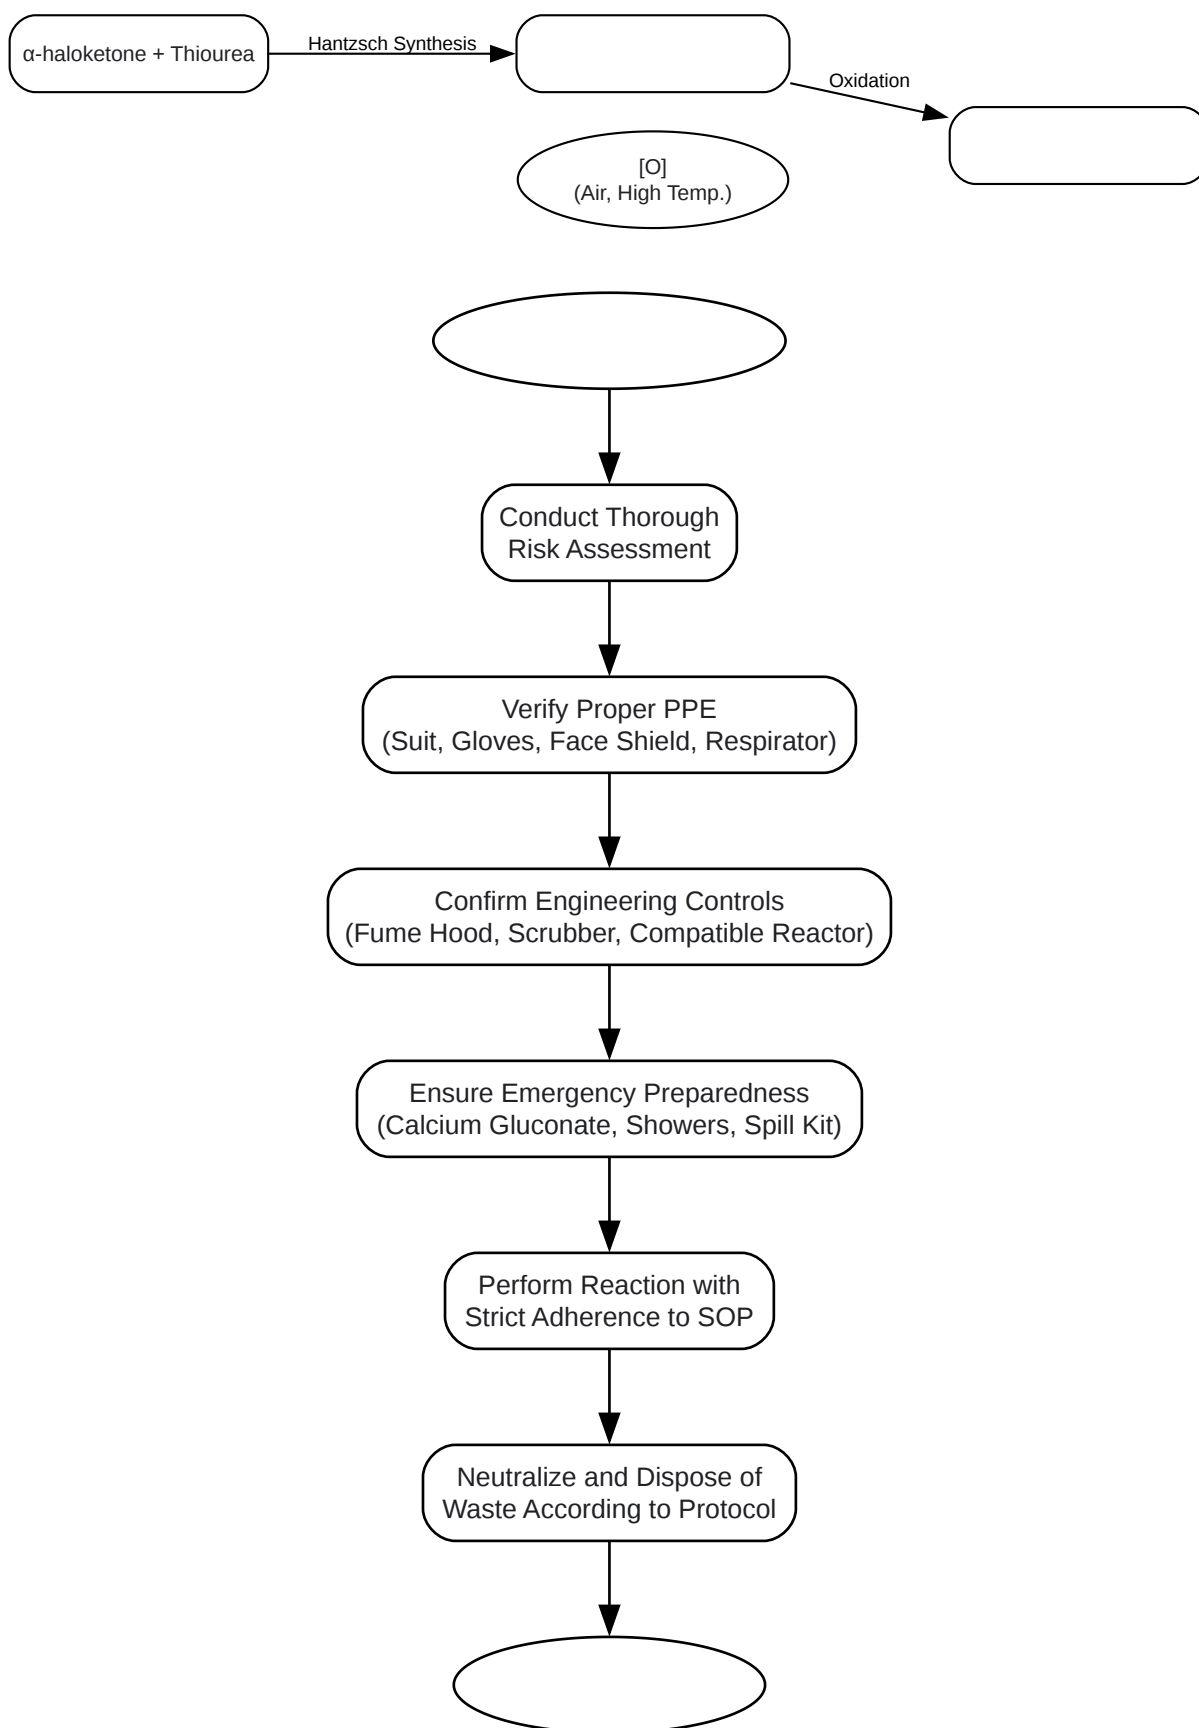 α-haloketone + Thiourea
Hantzsch Synthesis
Oxidation
[O]
(Air, High Temp.)
Conduct Thorough
Risk Assessment
Verify Proper PPE
(Suit, Gloves, Face Shield, Respirator)
Confirm Engineering Controls
(Fume Hood, Scrubber, Compatible Reactor)
Ensure Emergency Preparedness
(Calcium Gluconate, Showers, Spill Kit)
Perform Reaction with
Strict Adherence to SOP
Neutralize and Dispose of
Waste According to Protocol